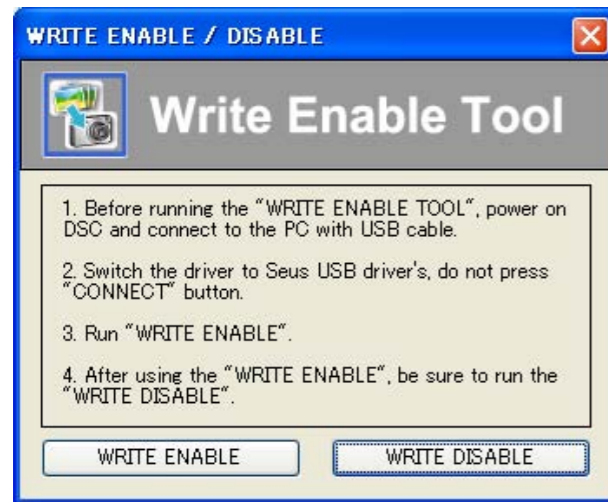 WRITE ENABLE / DISABLE
Write Enable Tool
1. Before running the "WRITE ENABLE TOOL", power on
DSC and connect to the PC with USB cable.
2. Switch the driver to Seus USB driver's, do not press
"CONNECT" button.
3. Run "WRITE ENABLE".
4. After using the "WRITE ENABLE", be sure to run the
"WRITE DISABLE".
WRITE ENABLE
WRITE DISABLE